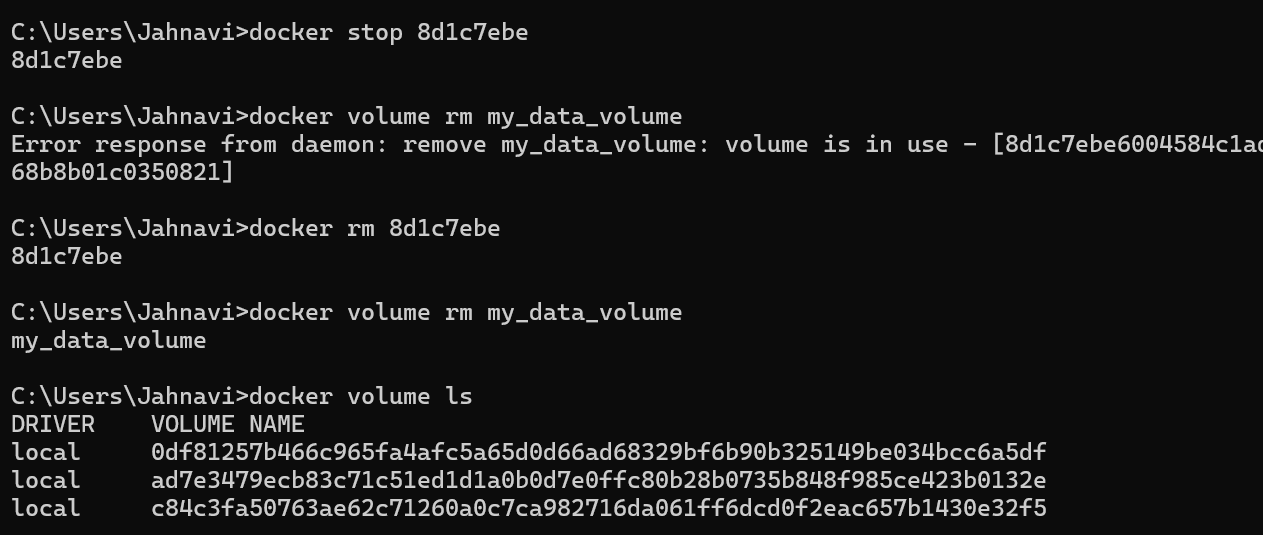 C:\Users\Jahnavi>docker stop 8d1c7ebe
8d1c7ebe
C:\Users\Jahnavi>docker volume rm my_data_volume
Error response from daemon: remove my_data_volume: volume is in use - [8d1c7ebe6004584c1ac
68b8b01c0350821]
C:\Users\Jahnavi>docker rm 8d1c7ebe
8d1c7ebe
C:\Users\Jahnavi>docker volume rm my_data_volume
my_data_volume
C:\Users\Jahnavi>docker volume ls
DRIVER    VOLUME NAME
local     0df81257b466c965fa4afc5a65d0d66ad68329bf6b90b325149be034bcc6a5df
local     ad7e3479ecb83c71c51ed1d1a0b0d7e0ffc80b28b0735b848f985ce423b0132e
local     c84c3fa50763ae62c71260a0c7ca982716da061ff6dcd0f2eac657b1430e32f5